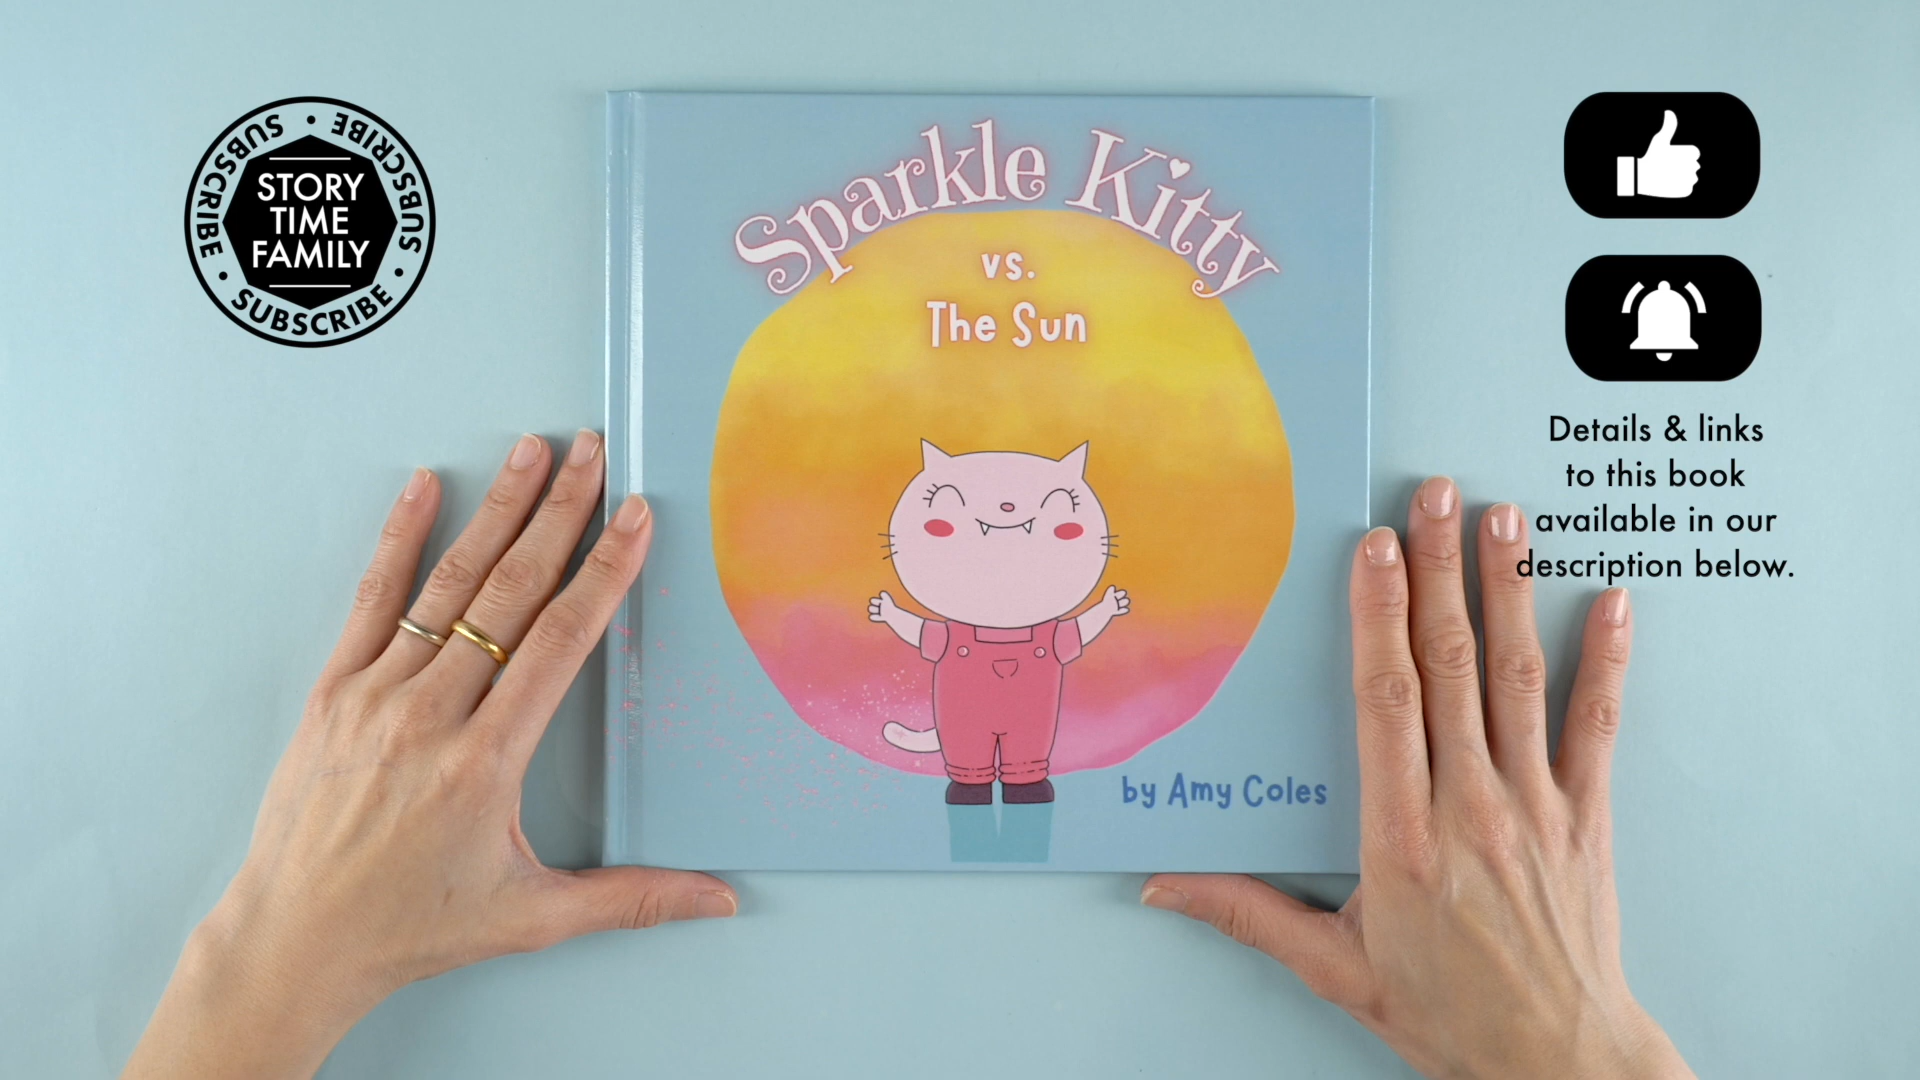 SUBSCRIBE • SUBSCRIBE • SUBSCRIBE • SUBSCRIBE •
STORY
TIME
FAMILY
Sparkle Kitty
vs.
The Sun
by Amy Coles
Details & links
to this book
available in our
description below.